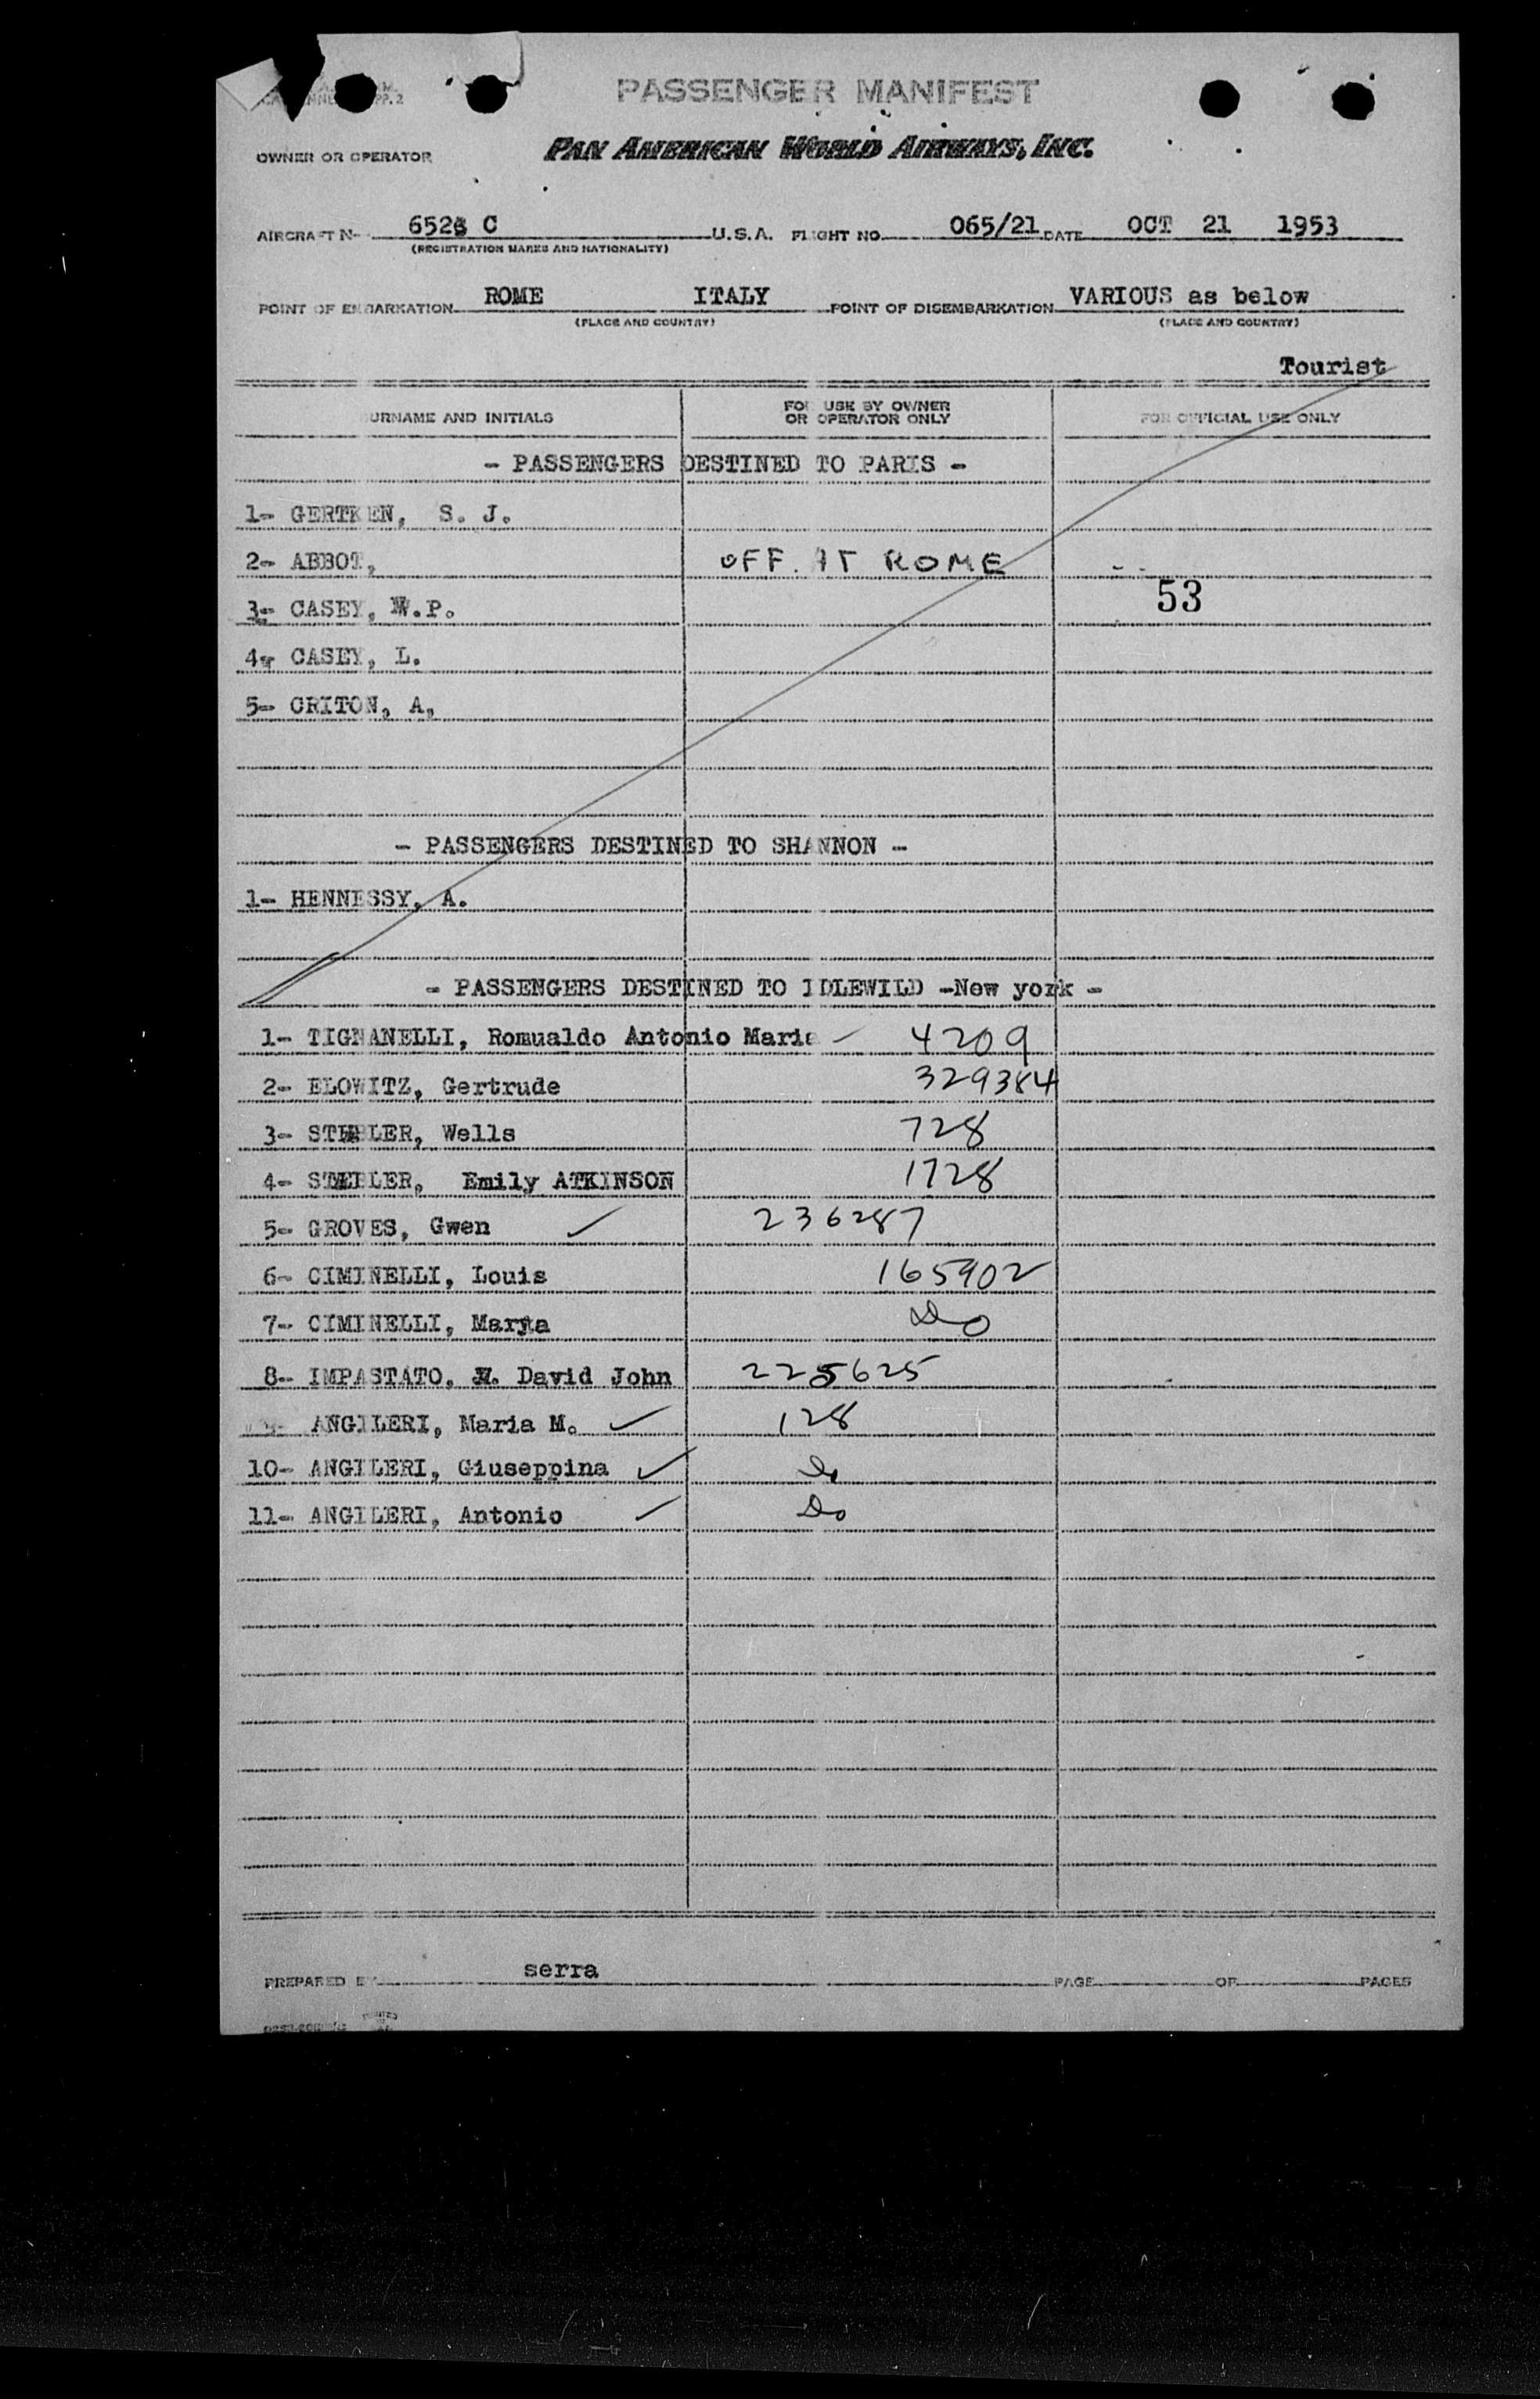 PASSENGER MANIFEST
OWNER OR OPERATOR PAN AMERICAN WORLD AIRWAYS, INC.
AIRCRAFT N- 652 C U.S.A. FLIGHT NO. 065/21 DATE OCT 21 1953
(REGISTRATION MARKS AND NATIONALITY)
POINT OF EMBARKATION ROME ITALY POINT OF DISEMBARKATION VARIOUS as below
(PLACE AND COUNTRY) (PLACE AND COUNTRY)
Tourist
SURNAME AND INITIALS FOR USE BY OWNER OR OPERATOR ONLY FOR OFFICIAL USE ONLY
- PASSENGERS DESTINED TO PARIS -
1- GERTKEN, S. J.
2- ABBOT, OFF. AT ROME
53
3- CASEY, W.P.
4- CASEY, L.
5- CRITON, A,
- PASSENGERS DESTINED TO SHANNON -
1- HENNESSY, A.
- PASSENGERS DESTINED TO IDLEWILD -New york -
1- TIGNANELLI, Romualdo Antonio Maria 4209
2- ELOWITZ, Gertrude 329384
3- Wells 728
4- Emily ATKINSON 1728
5- GROVES, Gwen ✓ 236287
6- CIMINELLI, Louis 165902
7- CIMINELLI, Do
8- IMPASTATO, David John 225625
ANGILERI, Maria M. ✓ 128
10- ANGILERI, Giuseppina ✓ Do
11- ANGILERI, Antonio ✓ Do
PREPARED BY serra PAGE OF PAGES